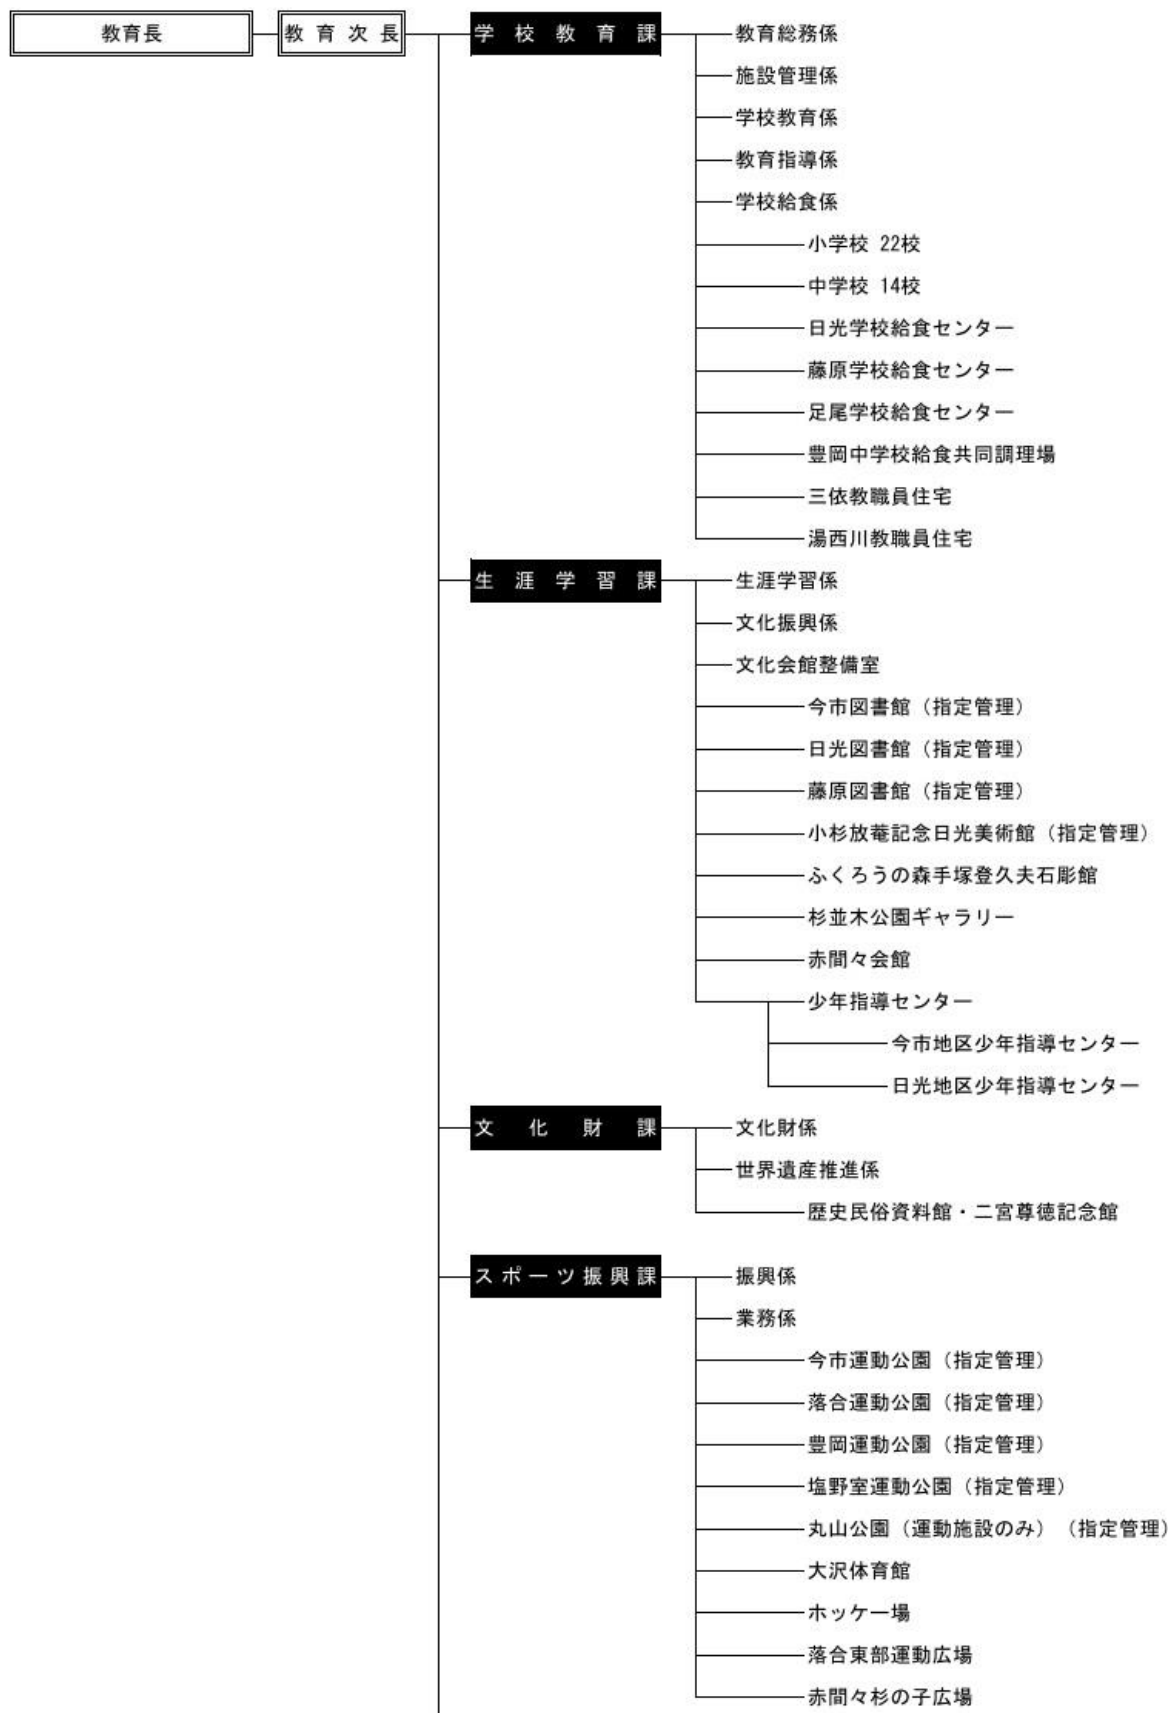 教育長 教育次長 学校教育課 教育総務係
施設管理係
学校教育係
教育指導係
学校給食係
小学校 22校
中学校 14校
日光学校給食センター
藤原学校給食センター
足尾学校給食センター
豊岡中学校給食共同調理場
三依教職員住宅
湯西川教職員住宅
生涯学習課 生涯学習係
文化振興係
文化会館整備室
今市図書館（指定管理）
日光図書館（指定管理）
藤原図書館（指定管理）
小杉放菴記念日光美術館（指定管理）
ふくろうの森手塚登久夫石彫館
杉並木公園ギャラリー
赤間々会館
少年指導センター
今市地区少年指導センター
日光地区少年指導センター
文化財課 文化財係
世界遺産推進係
歴史民俗資料館・二宮尊徳記念館
スポーツ振興課 振興係
業務係
今市運動公園（指定管理）
落合運動公園（指定管理）
豊岡運動公園（指定管理）
塩野室運動公園（指定管理）
丸山公園（運動施設のみ）（指定管理）
大沢体育館
ホッケー場
落合東部運動広場
赤間々杉の子広場